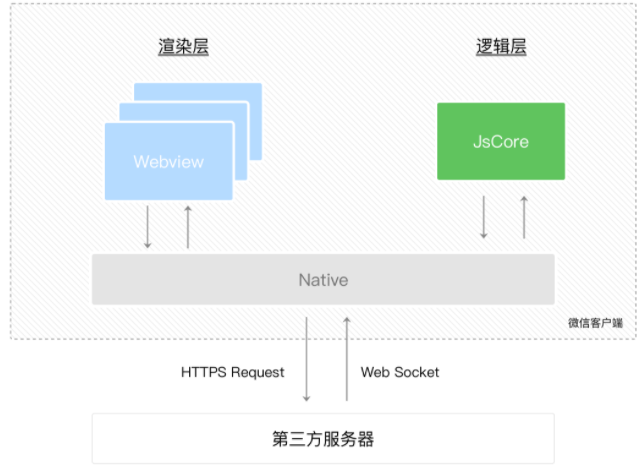 渲染层
逻辑层
Webview
JsCore
Native
微信客户端
HTTPS Request
Web Socket
第三方服务器